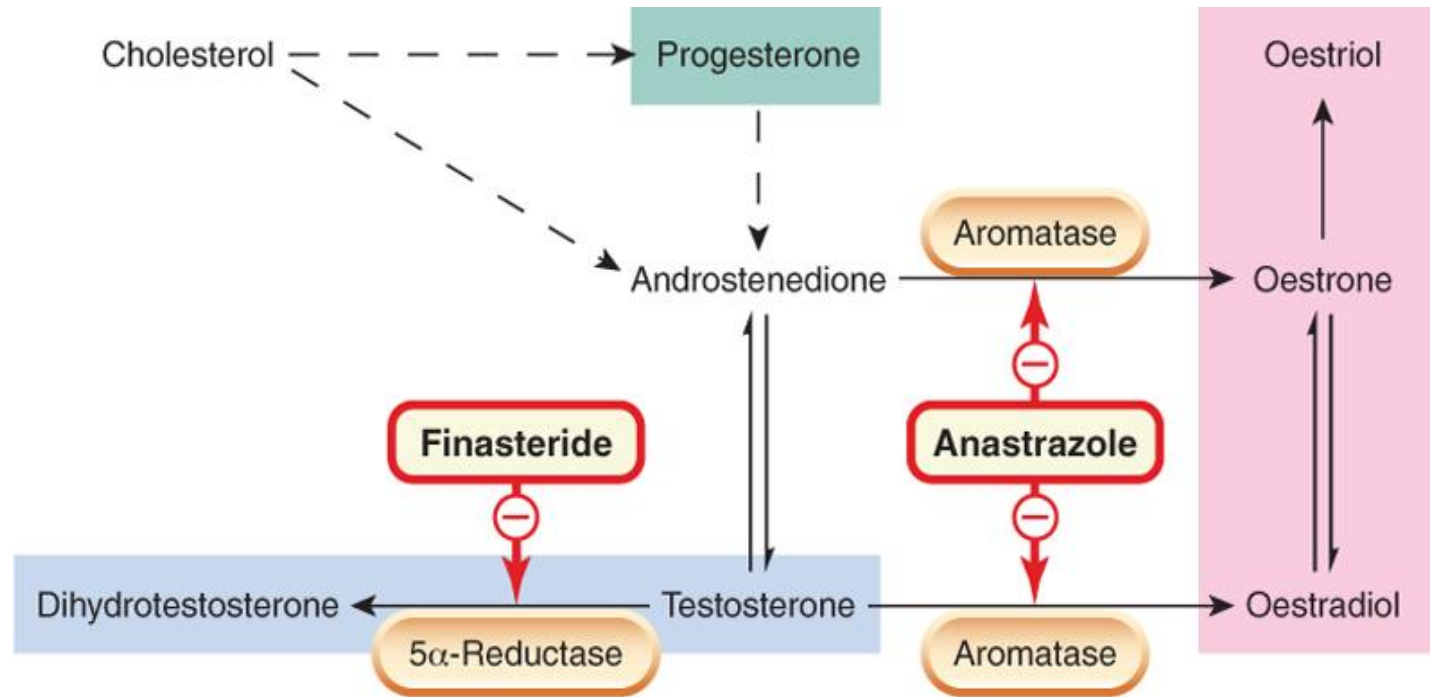 Cholesterol
Progesterone
Oestriol
Aromatase
Androstenedione
Oestrone
Finasteride
Anastrazole
Dihydrotestosterone
Testosterone
Oestradiol
5α-Reductase
Aromatase